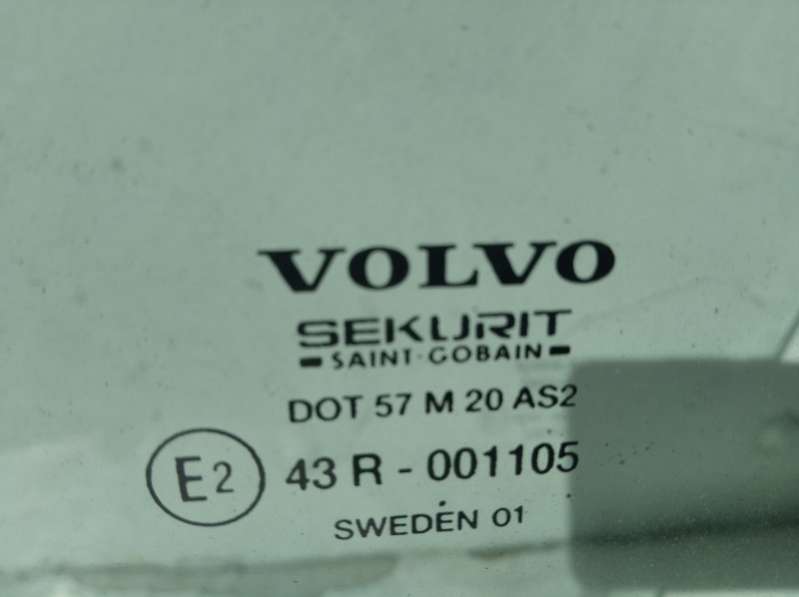 VOLVO
SEKURIT
SAINT-GOBAIN
DOT 57 M 20 AS2
E2 43 R - 001105
SWEDEN 01